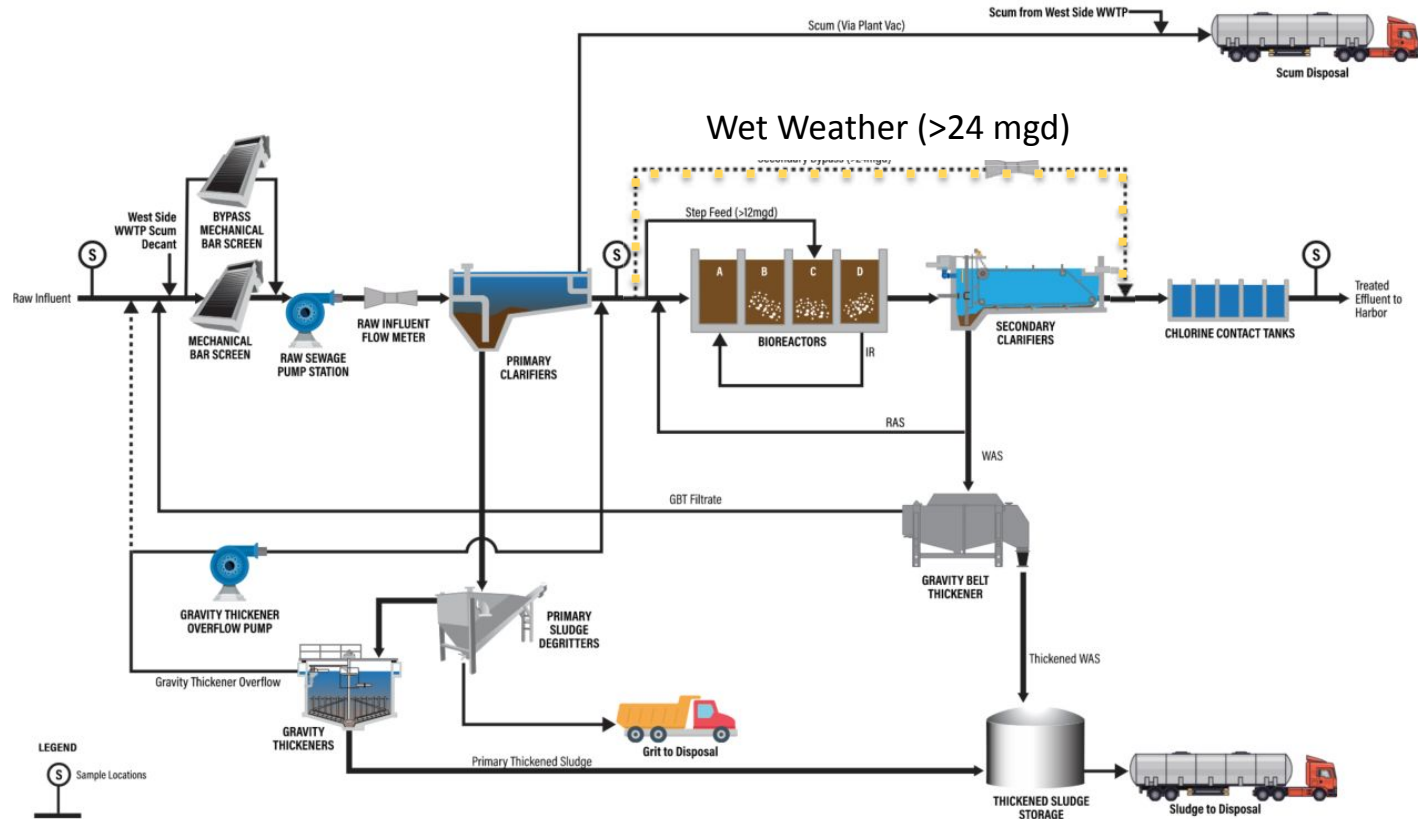 Scum from West Side WWTP
Scum (Via Plant Vac)
Scum Disposal
Wet Weather (>24 mgd)
Step Feed (>12mgd)
West Side
WWTP Scum
Decant
BYPASS
MECHANICAL
BAR SCREEN
S
Raw Influent
MECHANICAL
BAR SCREEN
RAW SEWAGE
PUMP STATION
RAW INFLUENT
FLOW METER
PRIMARY
CLARIFIERS
S
A
B
C
D
BIOREACTORS
IR
SECONDARY
CLARIFIERS
CHLORINE CONTACT TANKS
S
Treated
Effluent to
Harbor
RAS
WAS
GBT Filtrate
GRAVITY BELT
THICKENER
GRAVITY THICKENER
OVERFLOW PUMP
PRIMARY
SLUDGE
DEGRITTERS
Gravity Thickener Overflow
GRAVITY
THICKENERS
Grit to Disposal
Thickened WAS
Primary Thickened Sludge
THICKENED SLUDGE
STORAGE
Sludge to Disposal
LEGEND
S
Sample Locations